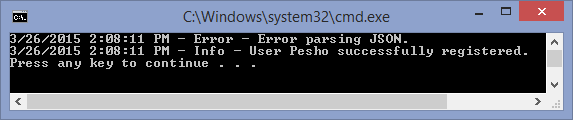 C:\Windows\system32\cmd.exe
3/26/2015 2:08:11 PM - Error - Error parsing JSON.
3/26/2015 2:08:11 PM - Info - User Pesho successfully registered.
Press any key to continue . . .